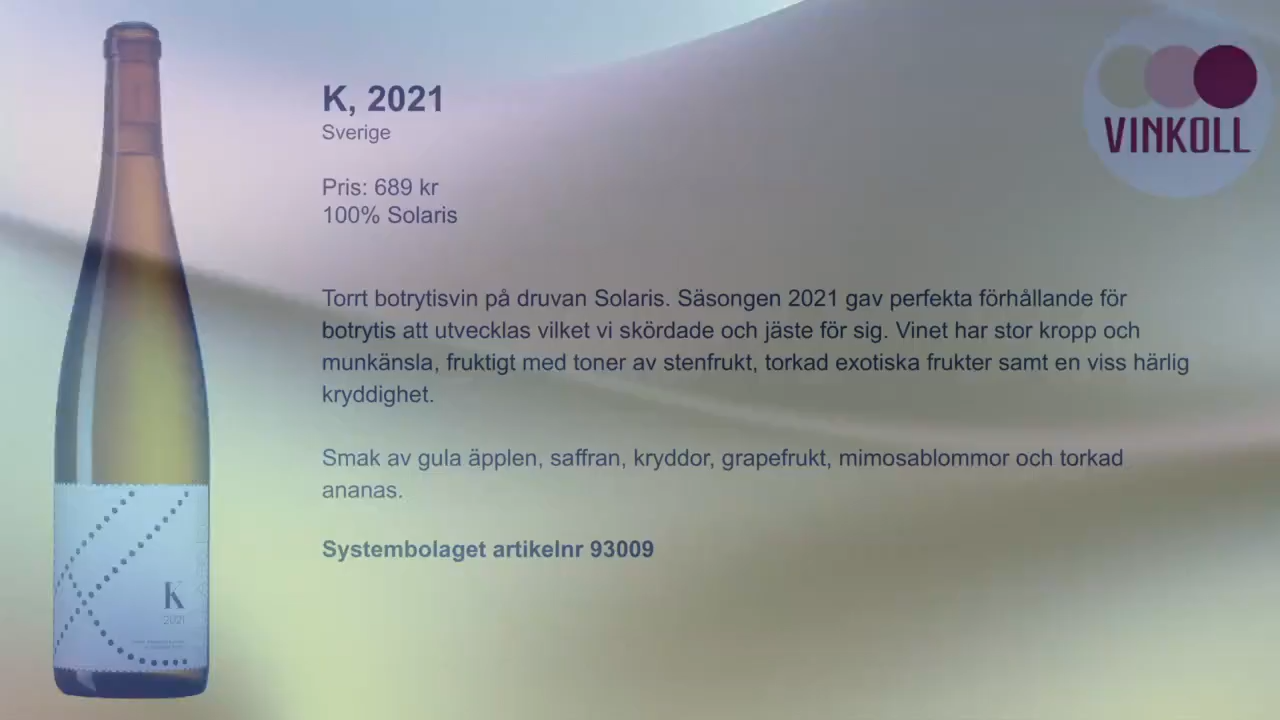 K, 2021
Sverige
VINKOLL
Pris: 689 kr
100% Solaris
Torrt botrytisvin på druvan Solaris. Säsongen 2021 gav perfekta förhållande för
botrytis att utvecklas vilket vi skördade och jäste för sig. Vinet har stor kropp och
munkänsla, fruktigt med toner av stenfrukt, torkad exotiska frukter samt en viss härlig
kryddighet.
Smak av gula äpplen, saffran, kryddor, grapefrukt, mimosablommor och torkad
ananas.
Systembolaget artikelnr 93009
K
2021